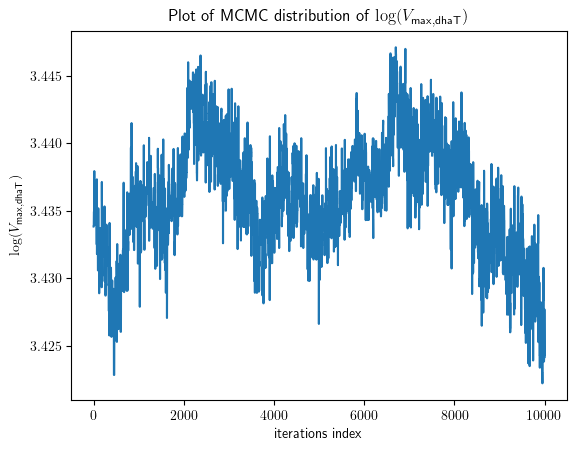 Plot of MCMC distribution of log(V_max,dhaT)
log(V_max,dhaT)
3.445
3.440
3.435
3.430
3.425
0 2000 4000 6000 8000 10000
iterations index